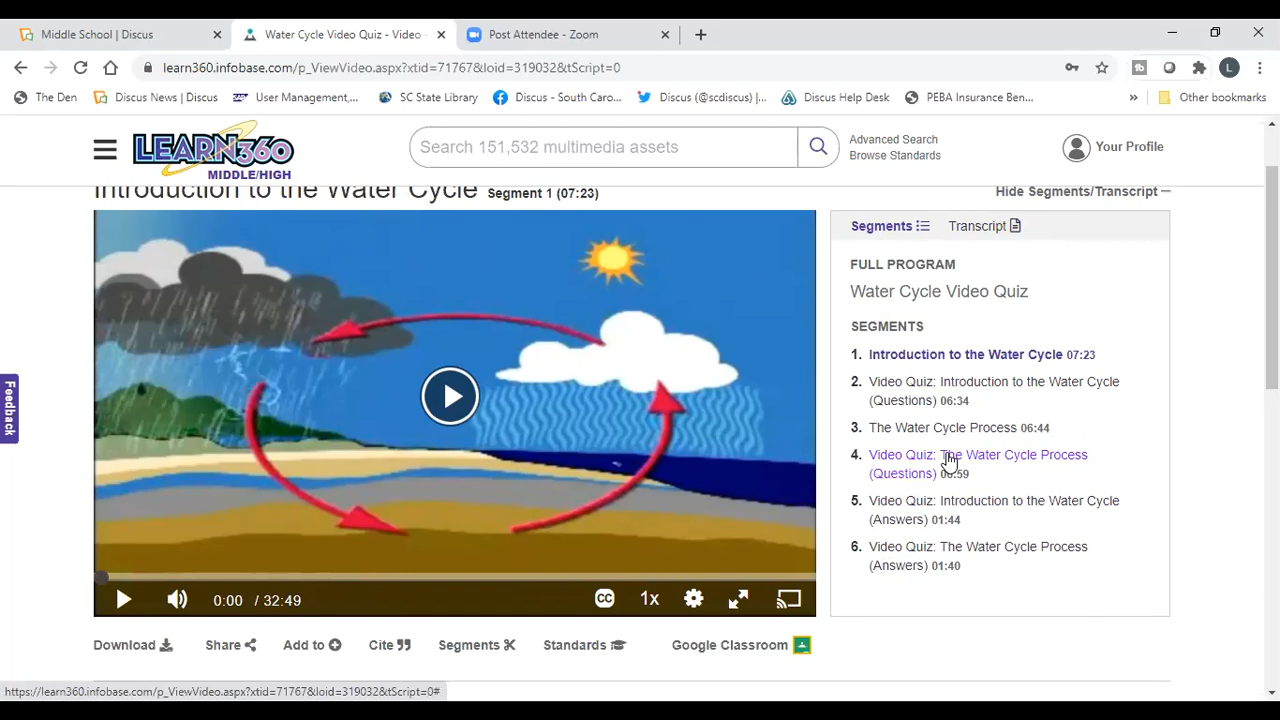 Middle School | Discus
Water Cycle Video Quiz - Video -
Post Attendee - Zoom
learn360.infobase.com/p_ViewVideo.aspx?xtid=71767&loid=319032&tScript=0
L
The Den
Discus News | Discus
User Management,...
SC State Library
Discus - South Caro...
Discus (@scdiscus) |...
Discus Help Desk
PEBA Insurance Ben...
»
Other bookmarks
LEARN360
MIDDLE/HIGH
Search 151,532 multimedia assets
Advanced Search
Browse Standards
Your Profile
Introduction to the Water Cycle Segment 1 (07:23)
Hide Segments/Transcript —
Segments
Transcript
FULL PROGRAM
Water Cycle Video Quiz
SEGMENTS
1. Introduction to the Water Cycle 07:23
2. Video Quiz: Introduction to the Water Cycle
(Questions) 06:34
3. The Water Cycle Process 06:44
4. Video Quiz: The Water Cycle Process
(Questions) 06:59
5. Video Quiz: Introduction to the Water Cycle
(Answers) 01:44
6. Video Quiz: The Water Cycle Process
(Answers) 01:40
Feedback
0:00 / 32:49
CC
1x
Download
Share
Add to
Cite
Segments
Standards
Google Classroom
https://learn360.infobase.com/p_ViewVideo.aspx?xtid=71767&loid=319032&tScript=0#